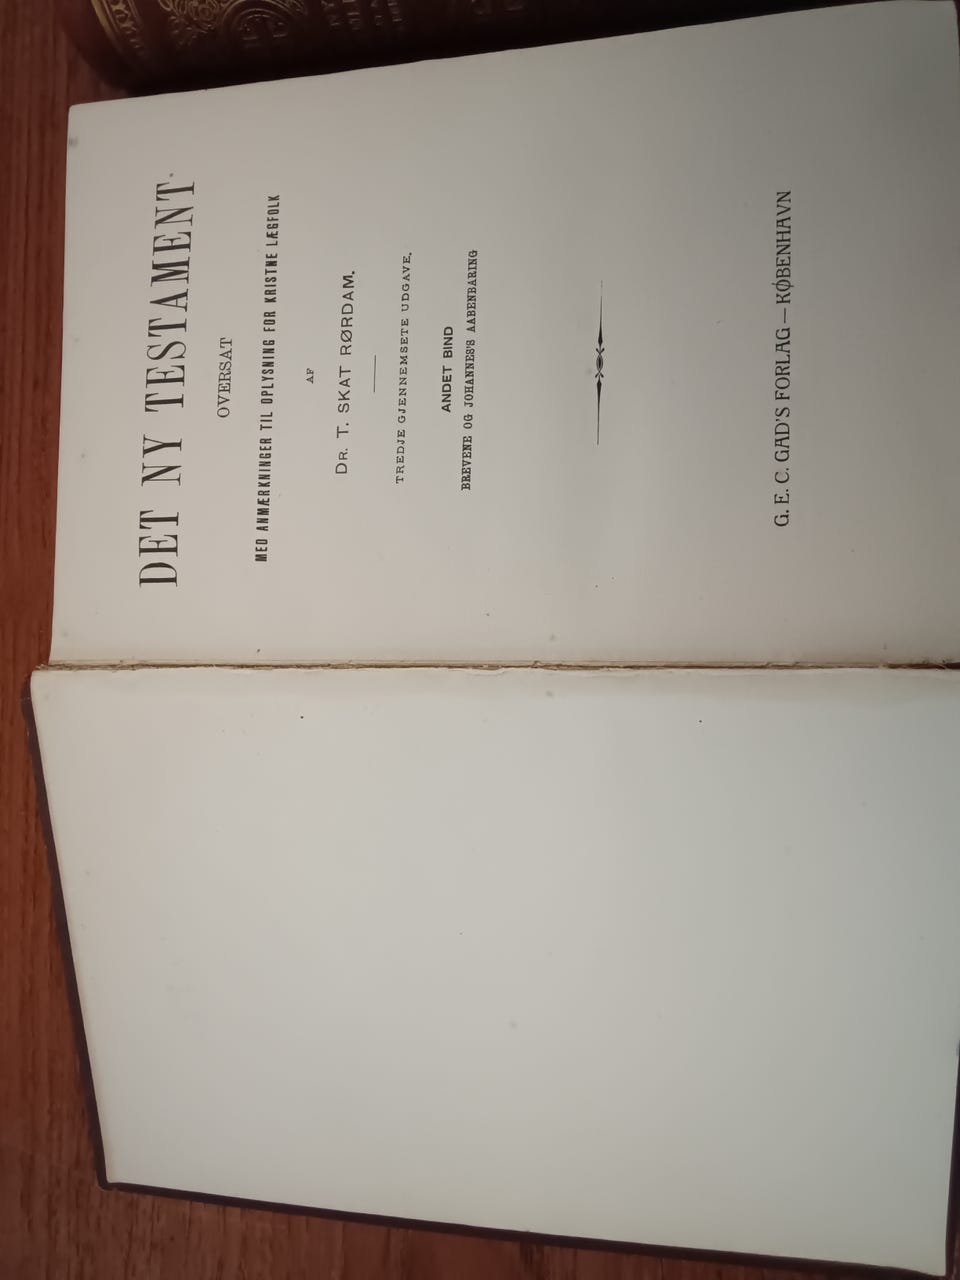 DET NY TESTAMENT.
OVERSAT
MED ANMÆRKNINGER TIL OPLYSNING FOR KRISTNE LÆGFOLK
AF
DR. T. SKAT RØRDAM.
TREDJE GJENNEMSETE UDGAVE.
ANDET BIND
BREVENE OG JOHANNES'S AABENBARING
G. E. C. GAD'S FORLAG — KØBENHAVN